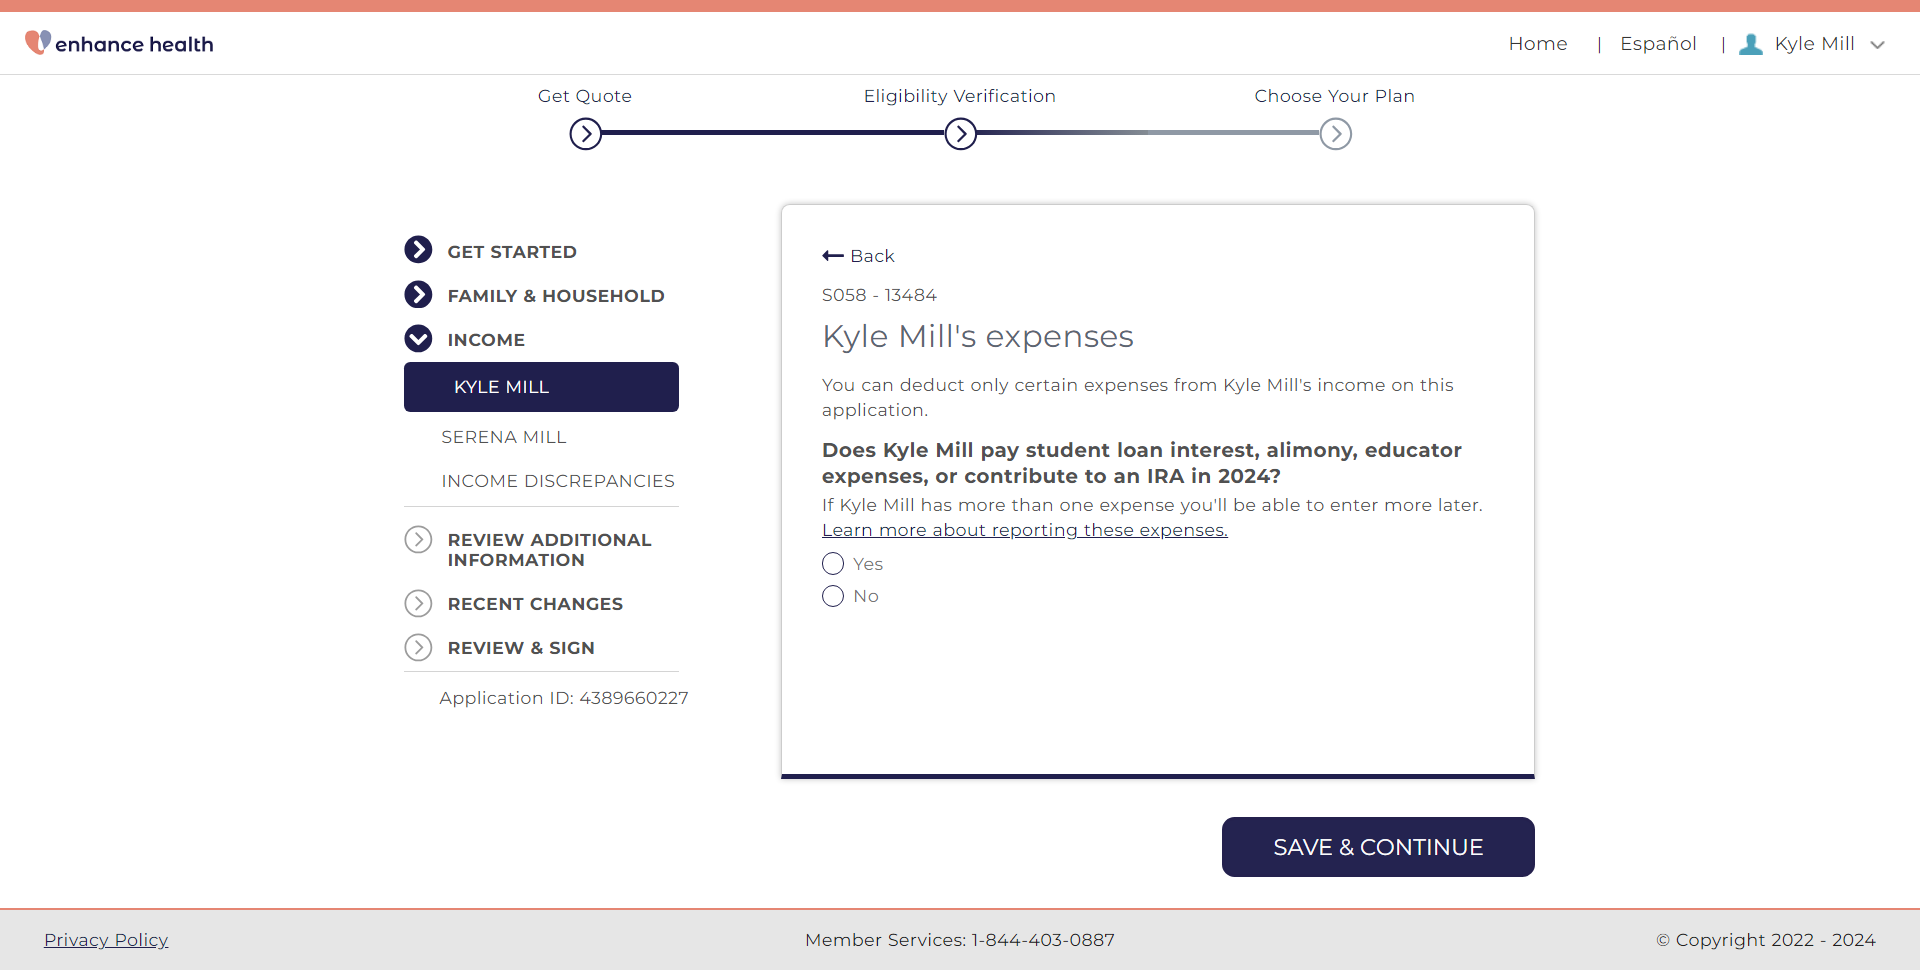 enhance health
Home | Español | Kyle Mill
Get Quote
Eligibility Verification
Choose Your Plan
GET STARTED
FAMILY & HOUSEHOLD
INCOME
KYLE MILL
SERENA MILL
INCOME DISCREPANCIES
REVIEW ADDITIONAL
INFORMATION
RECENT CHANGES
REVIEW & SIGN
Application ID: 4389660227
Back
S058 - 13484
Kyle Mill's expenses
You can deduct only certain expenses from Kyle Mill's income on this
application.
Does Kyle Mill pay student loan interest, alimony, educator
expenses, or contribute to an IRA in 2024?
If Kyle Mill has more than one expense you'll be able to enter more later.
Learn more about reporting these expenses.
Yes
No
SAVE & CONTINUE
Privacy Policy
Member Services: 1-844-403-0887
© Copyright 2022 - 2024